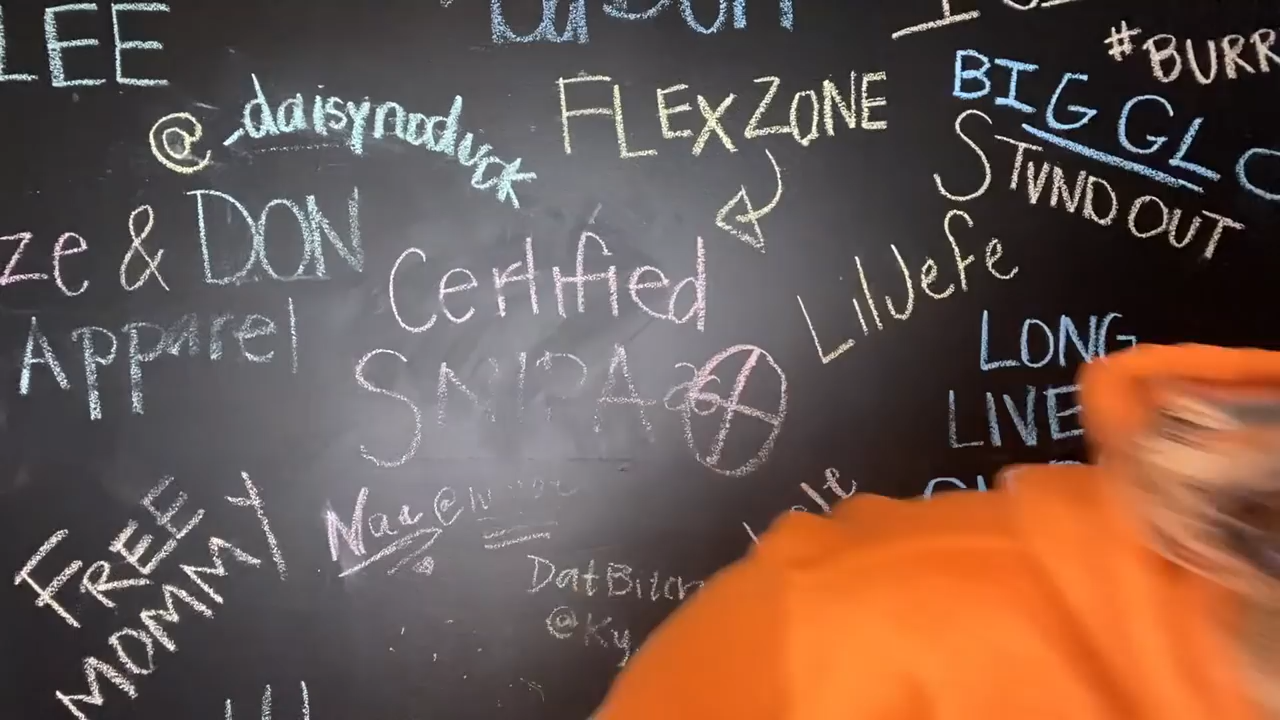 LEE
#BURR
BIG GL
@_daisynoduck
FLEXZONE
STVND OUT
ze & DON
Certified
LilJefe
Apparel
SNIPA
LONG
LIVE
FREE
MOMMY
DatBitch
@Ky